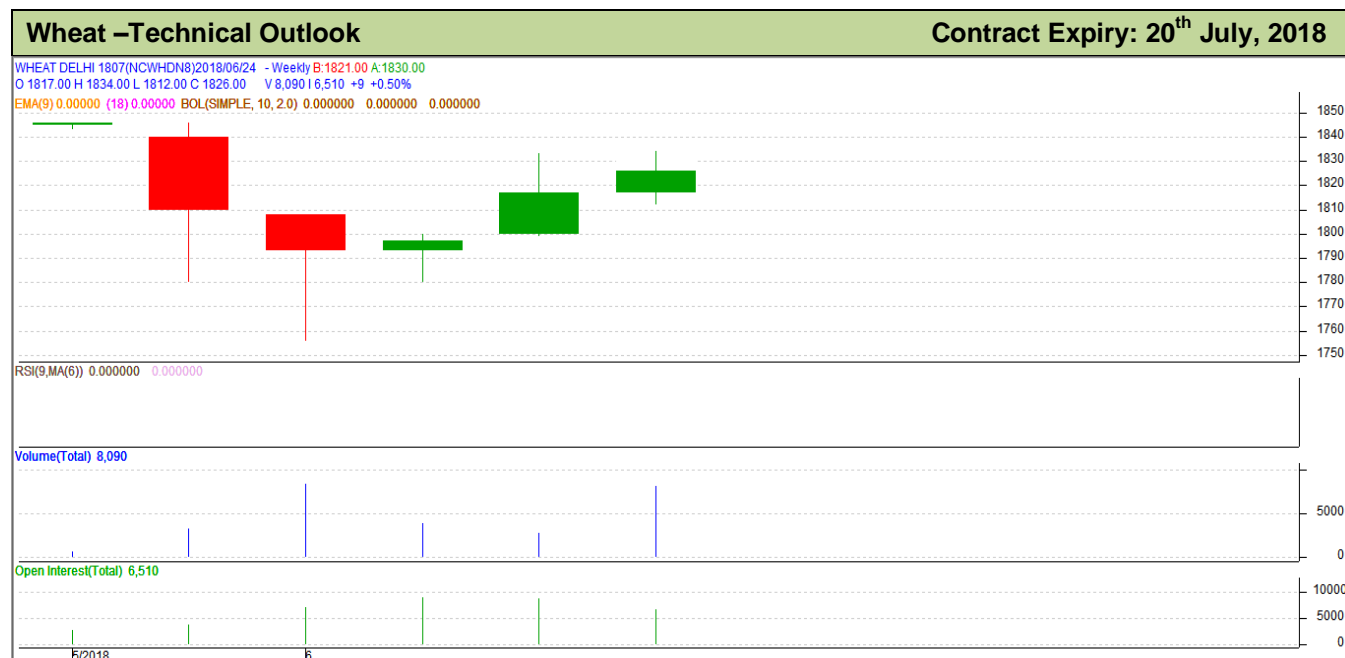 Wheat –Technical Outlook Contract Expiry: 20th July, 2018
WHEAT DELHI 1807(NCWHDN8)2018/06/24 - Weekly B:1821.00 A:1830.00
O 1817.00 H 1834.00 L 1812.00 C 1826.00 V 8,090 I 6,510 +9 +0.50%
EMA(9) 0.00000 (18) 0.00000 BOL(SIMPLE, 10, 2.0) 0.000000 0.000000 0.000000
1850
1840
1830
1820
1810
1800
1790
1780
1770
1760
1750
RSI(9,MA(6)) 0.000000 0.000000
Volume(Total) 8,090
5000
0
Open Interest(Total) 6,510
10000
5000
0
5/2018 6